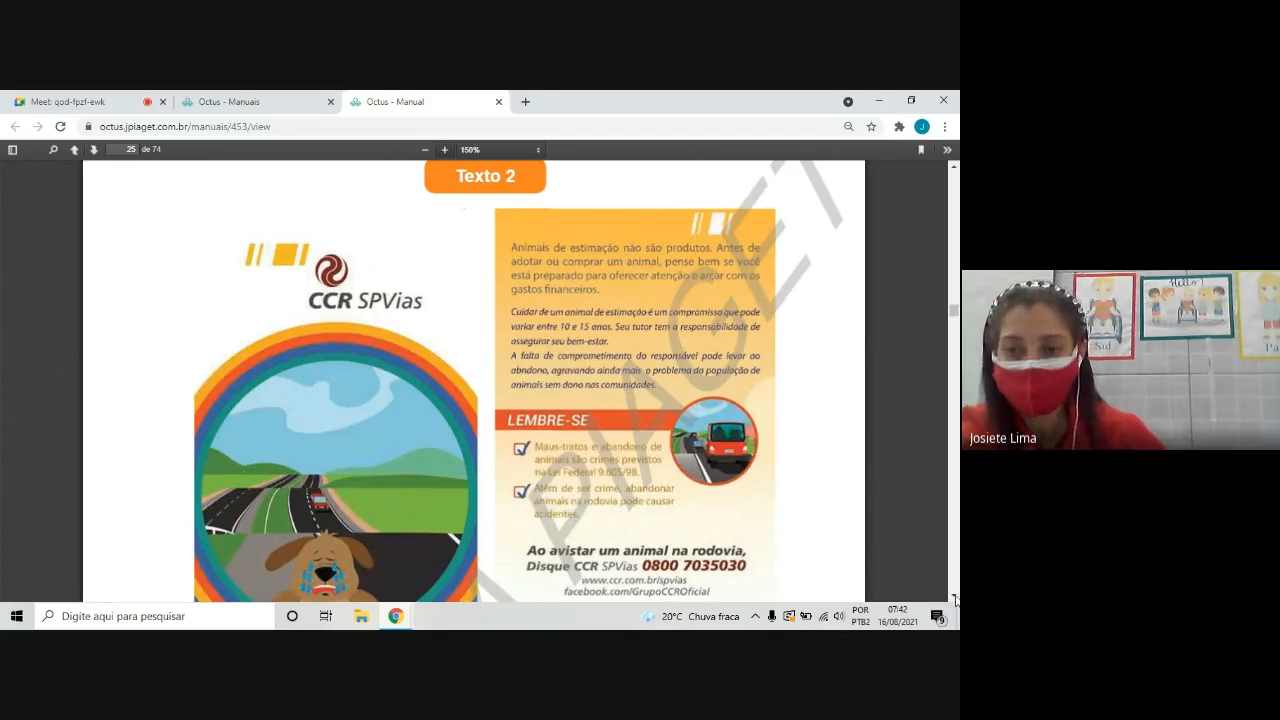 Meet: qod-fpzf-ewk
Octus - Manuais
Octus - Manual
octus.jpiaget.com.br/manuais/453/view
25 de 74
150%
Texto 2
CCR SPVias
Animais de estimação não são produtos. Antes de
adotar ou comprar um animal, pense bem se você
está preparado para oferecer atenção e arcar com os
gastos financeiros.
Cuidar de um animal de estimação é um compromisso que pode
variar entre 10 e 15 anos. Seu tutor tem a responsabilidade de
assegurar seu bem-estar.
A falta de comprometimento do responsável pode levar ao
abndono, agravando ainda mais o problema da população de
animais sem dono nas comunidades.
LEMBRE-SE
Maus-tratos e abandono de
animais são crimes previstos
na Lei Federal 9.605/98.
Além de ser crime, abandonar
animais na rodovia pode causar
acidentes.
Ao avistar um animal na rodovia,
Disque CCR SPVias 0800 7035030
www.ccr.com.br/spvias
facebook.com/GrupoCCROficial
PIAGET
Hello!
Sid
Pa
Josiete Lima
Digite aqui para pesquisar
20°C Chuva fraca
POR
PTB2
07:42
16/08/2021
9
J